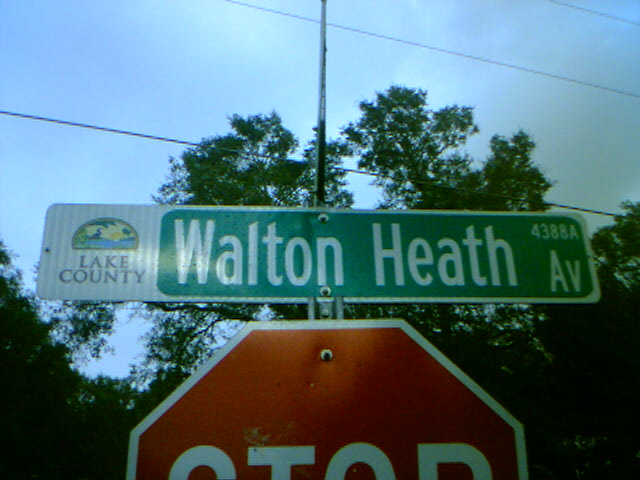 LAKE
COUNTY
Walton Heath
4388A
Av
STOP